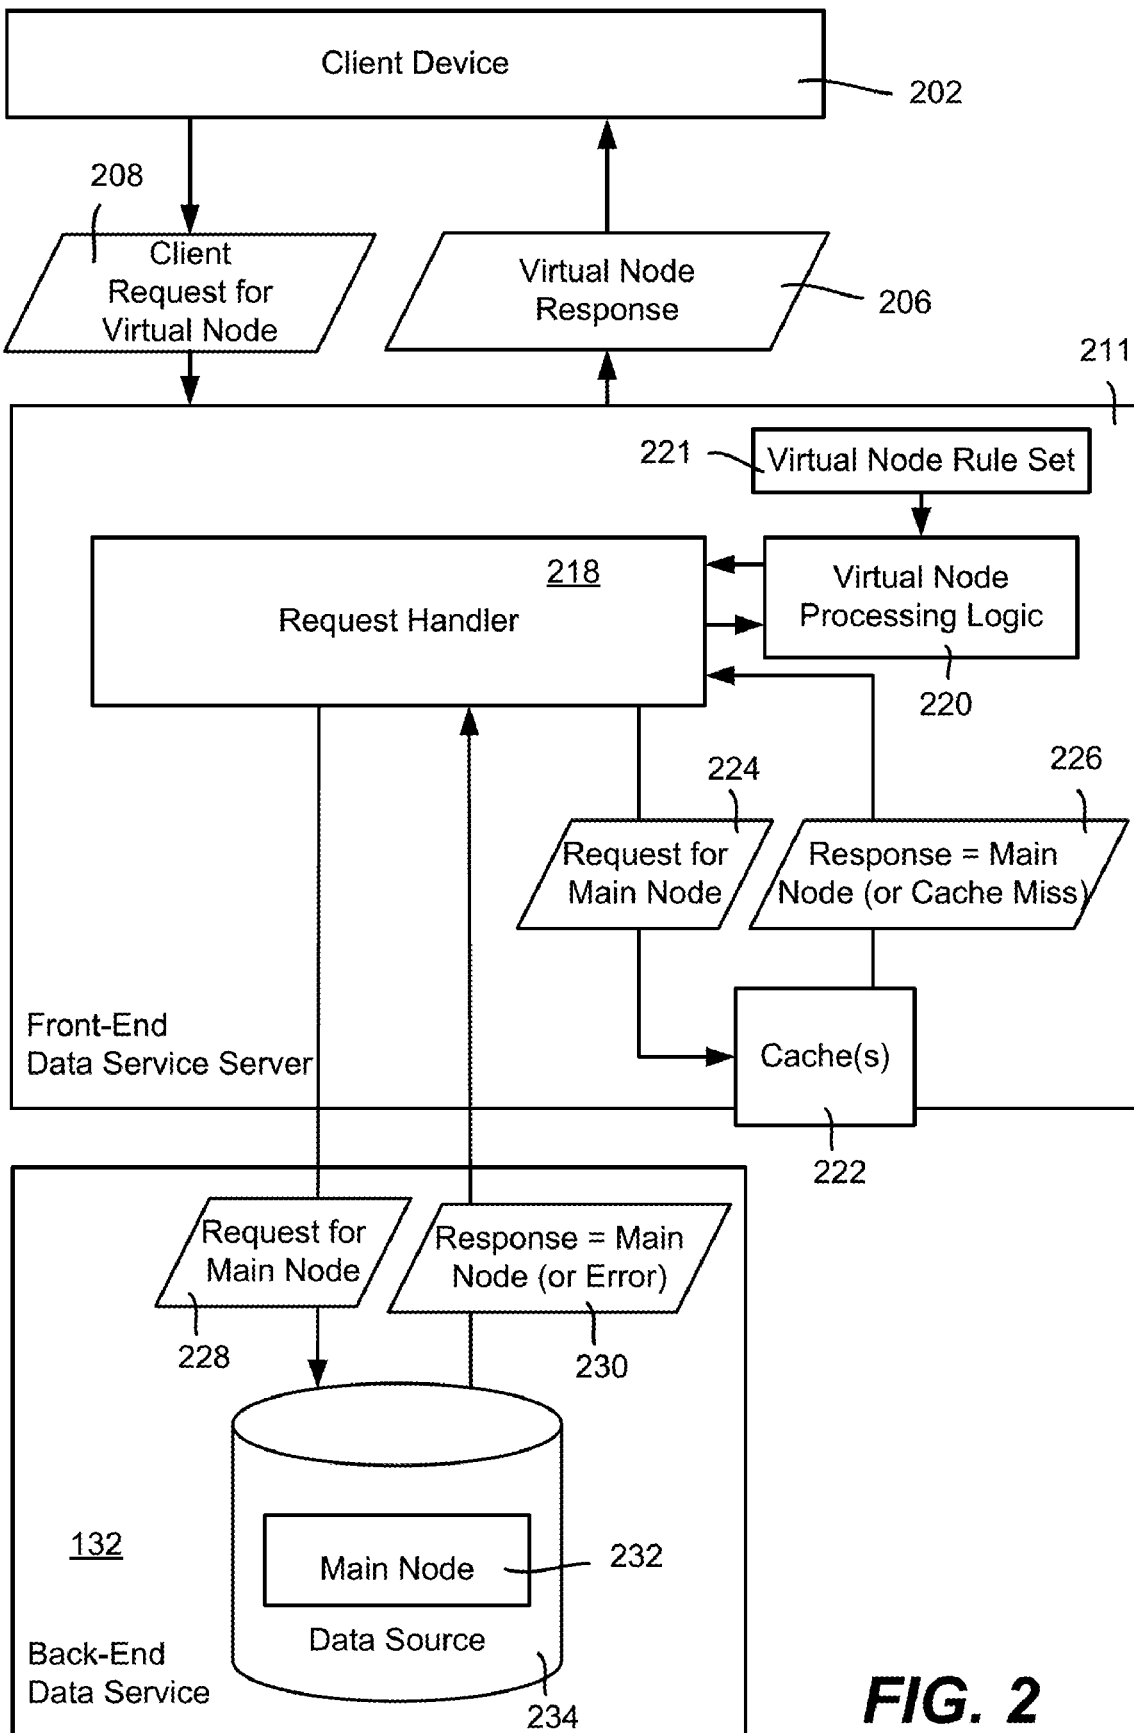 Client Device
202
208
Client
Request for
Virtual Node
Virtual Node
Response
206
211
221
Virtual Node Rule Set
218
Request Handler
Virtual Node
Processing Logic
220
224
226
Request for
Main Node
Response = Main
Node (or Cache Miss)
Front-End
Data Service Server
Cache(s)
222
Request for
Main Node
Response = Main
Node (or Error)
228
230
132
Main Node
232
Data Source
Back-End
Data Service
234
FIG. 2